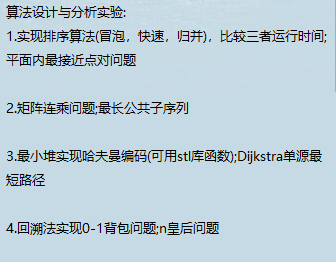 算法设计与分析实验:
1.实现排序算法(冒泡，快速，归并)，比较三者运行时间;
平面内最接近点对问题
2.矩阵连乘问题;最长公共子序列
3.最小堆实现哈夫曼编码(可用stl库函数);Dijkstra单源最
短路径
4.回溯法实现0-1背包问题;n皇后问题